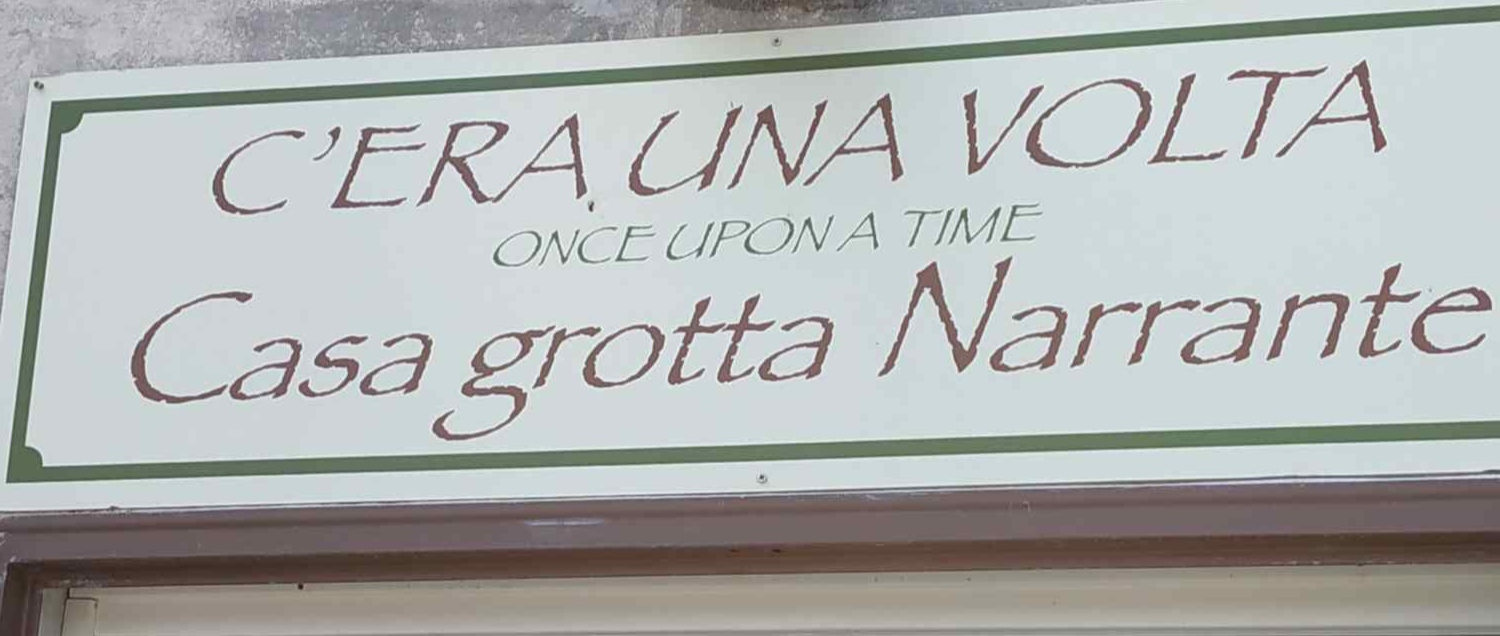 C'ERA UNA VOLTA
ONCE UPON A TIME
Casa grotta Narrante